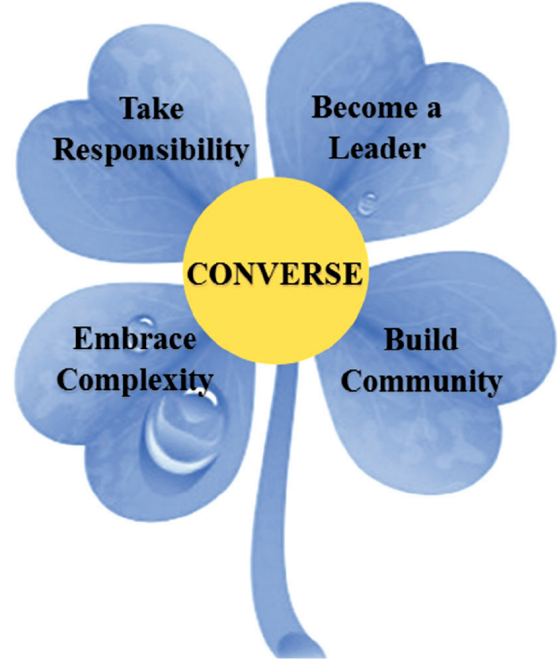 Take
Responsibility
Become a
Leader
CONVERSE
Embrace
Complexity
Build
Community